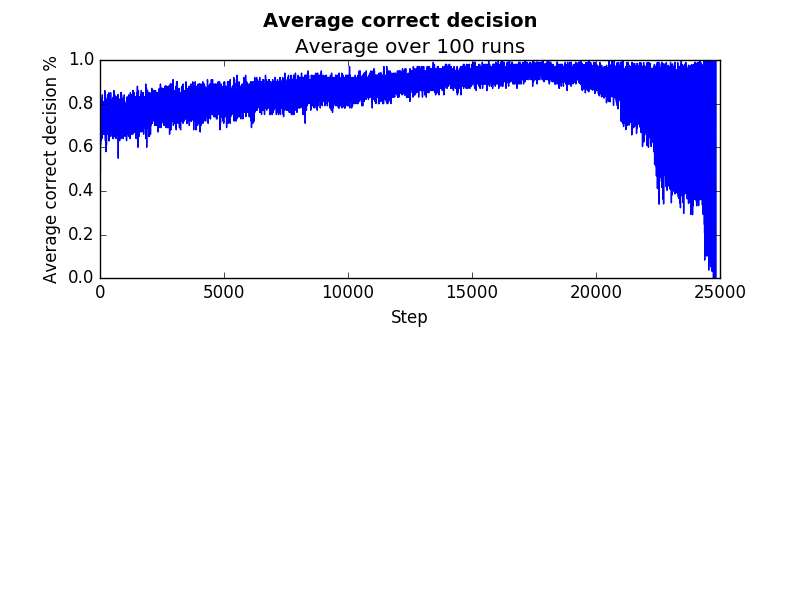 Average correct decision
Average over 100 runs
Average correct decision %
1.0
0.8
0.6
0.4
0.2
0.0
0 5000 10000 15000 20000 25000
Step